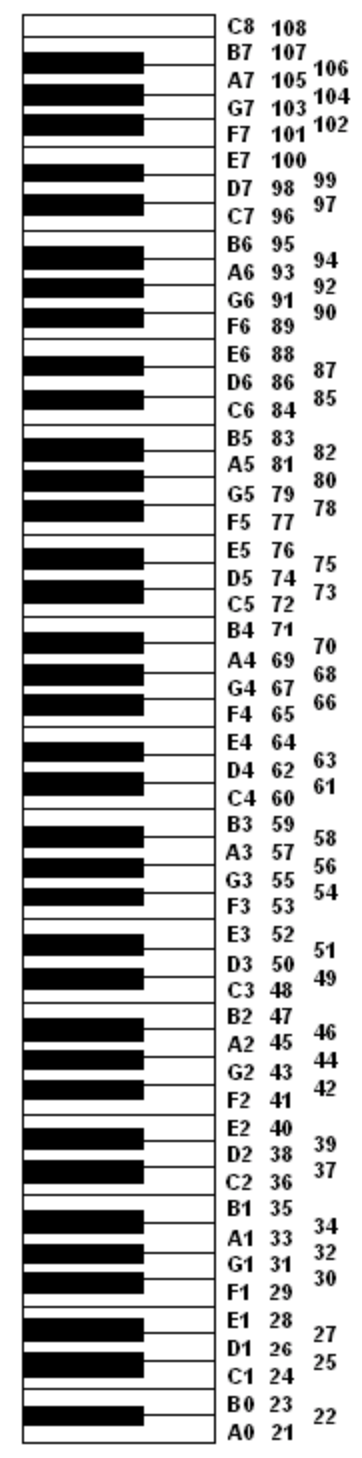 C8 108
B7 107
106
A7 105
104
G7 103
102
F7 101
E7 100
99
D7 98
97
C7 96
B6 95
94
A6 93
92
G6 91
90
F6 89
E6 88
87
D6 86
85
C6 84
B5 83
82
A5 81
80
G5 79
78
F5 77
E5 76
75
D5 74
73
C5 72
B4 71
70
A4 69
68
G4 67
66
F4 65
E4 64
63
D4 62
61
C4 60
B3 59
58
A3 57
56
G3 55
54
F3 53
E3 52
51
D3 50
49
C3 48
B2 47
46
A2 45
44
G2 43
42
F2 41
E2 40
39
D2 38
37
C2 36
B1 35
34
A1 33
32
G1 31
30
F1 29
E1 28
27
D1 26
25
C1 24
B0 23
22
A0 21